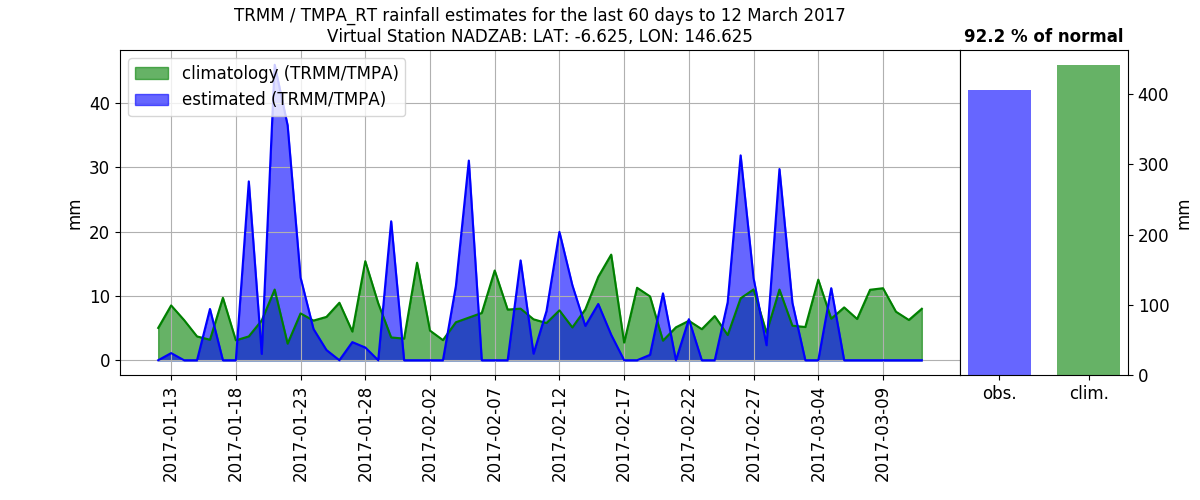 TRMM / TMPA_RT rainfall estimates for the last 60 days to 12 March 2017
Virtual Station NADZAB: LAT: -6.625, LON: 146.625
92.2 % of normal
climatology (TRMM/TMPA)
estimated (TRMM/TMPA)
mm
40
30
20
10
0
2017-01-13
2017-01-18
2017-01-23
2017-01-28
2017-02-02
2017-02-07
2017-02-12
2017-02-17
2017-02-22
2017-02-27
2017-03-04
2017-03-09
400
300
200
100
0
mm
obs.
clim.